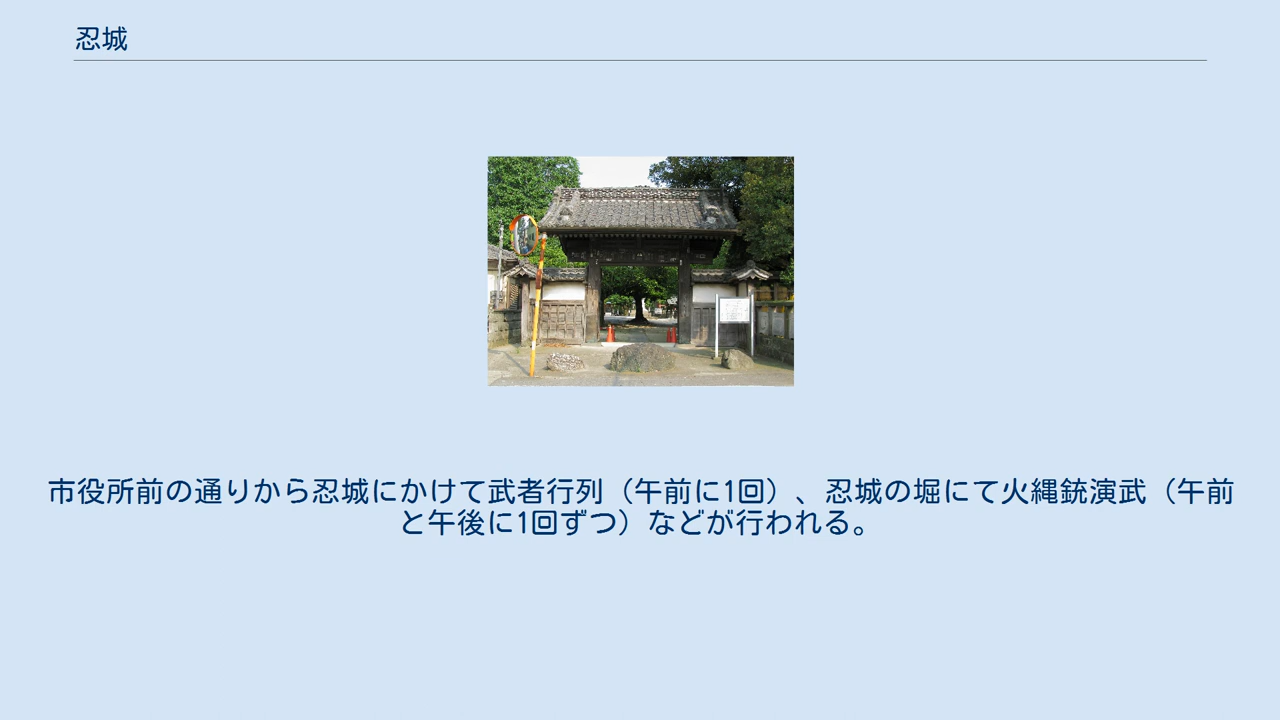 忍城
市役所前の通りから忍城にかけて武者行列（午前に1回）、忍城の堀にて火縄銃演武（午前
と午後に1回ずつ）などが行われる。